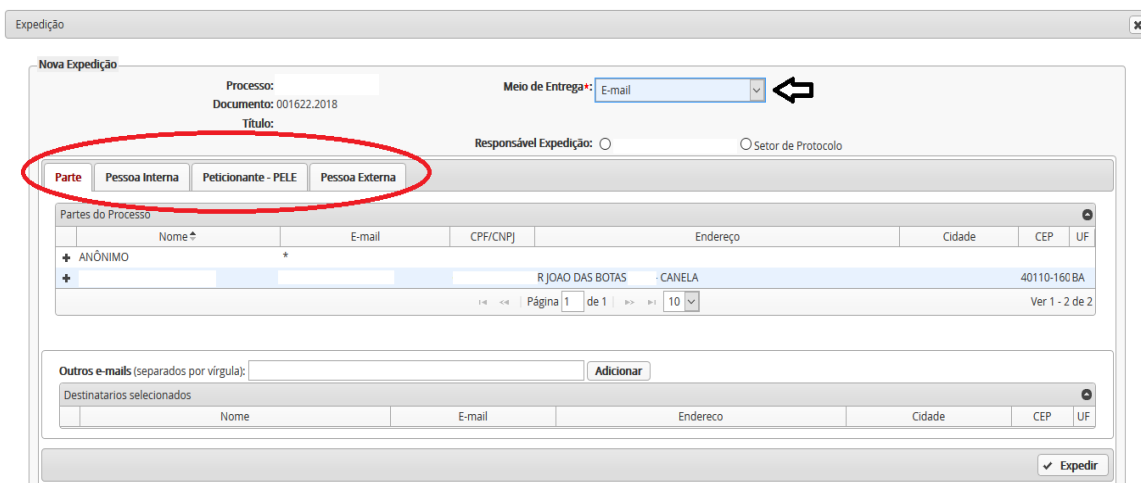 Expedição
Nova Expedição
Processo:
Meio de Entrega*: E-mail
Documento: 001622.2018
Título:
Responsável Expedição: Setor de Protocolo
Parte Pessoa Interna Peticionante - PELE Pessoa Externa
Partes do Processo
Nome E-mail CPF/CNPJ Endereço Cidade CEP UF
ANÔNIMO *
R JOAO DAS BOTAS - CANELA 40110-160 BA
Página 1 de 1 10 Ver 1 - 2 de 2
Outros e-mails (separados por vírgula): Adicionar
Destinatarios selecionados
Nome E-mail Endereco Cidade CEP UF
Expedir